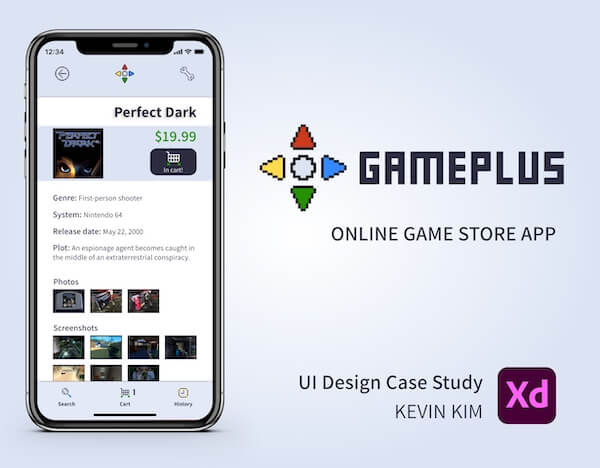 12:34
Perfect Dark
PERFECT
DARK
$19.99
In cart!
Genre: First-person shooter
System: Nintendo 64
Release date: May 22, 2000
Plot: An espionage agent becomes caught
in the middle of an extraterrestrial conspiracy.
Photos
Screenshots
1
Search
Cart
History
GAMEPLUS
ONLINE GAME STORE APP
UI Design Case Study
KEVIN KIM
Xd